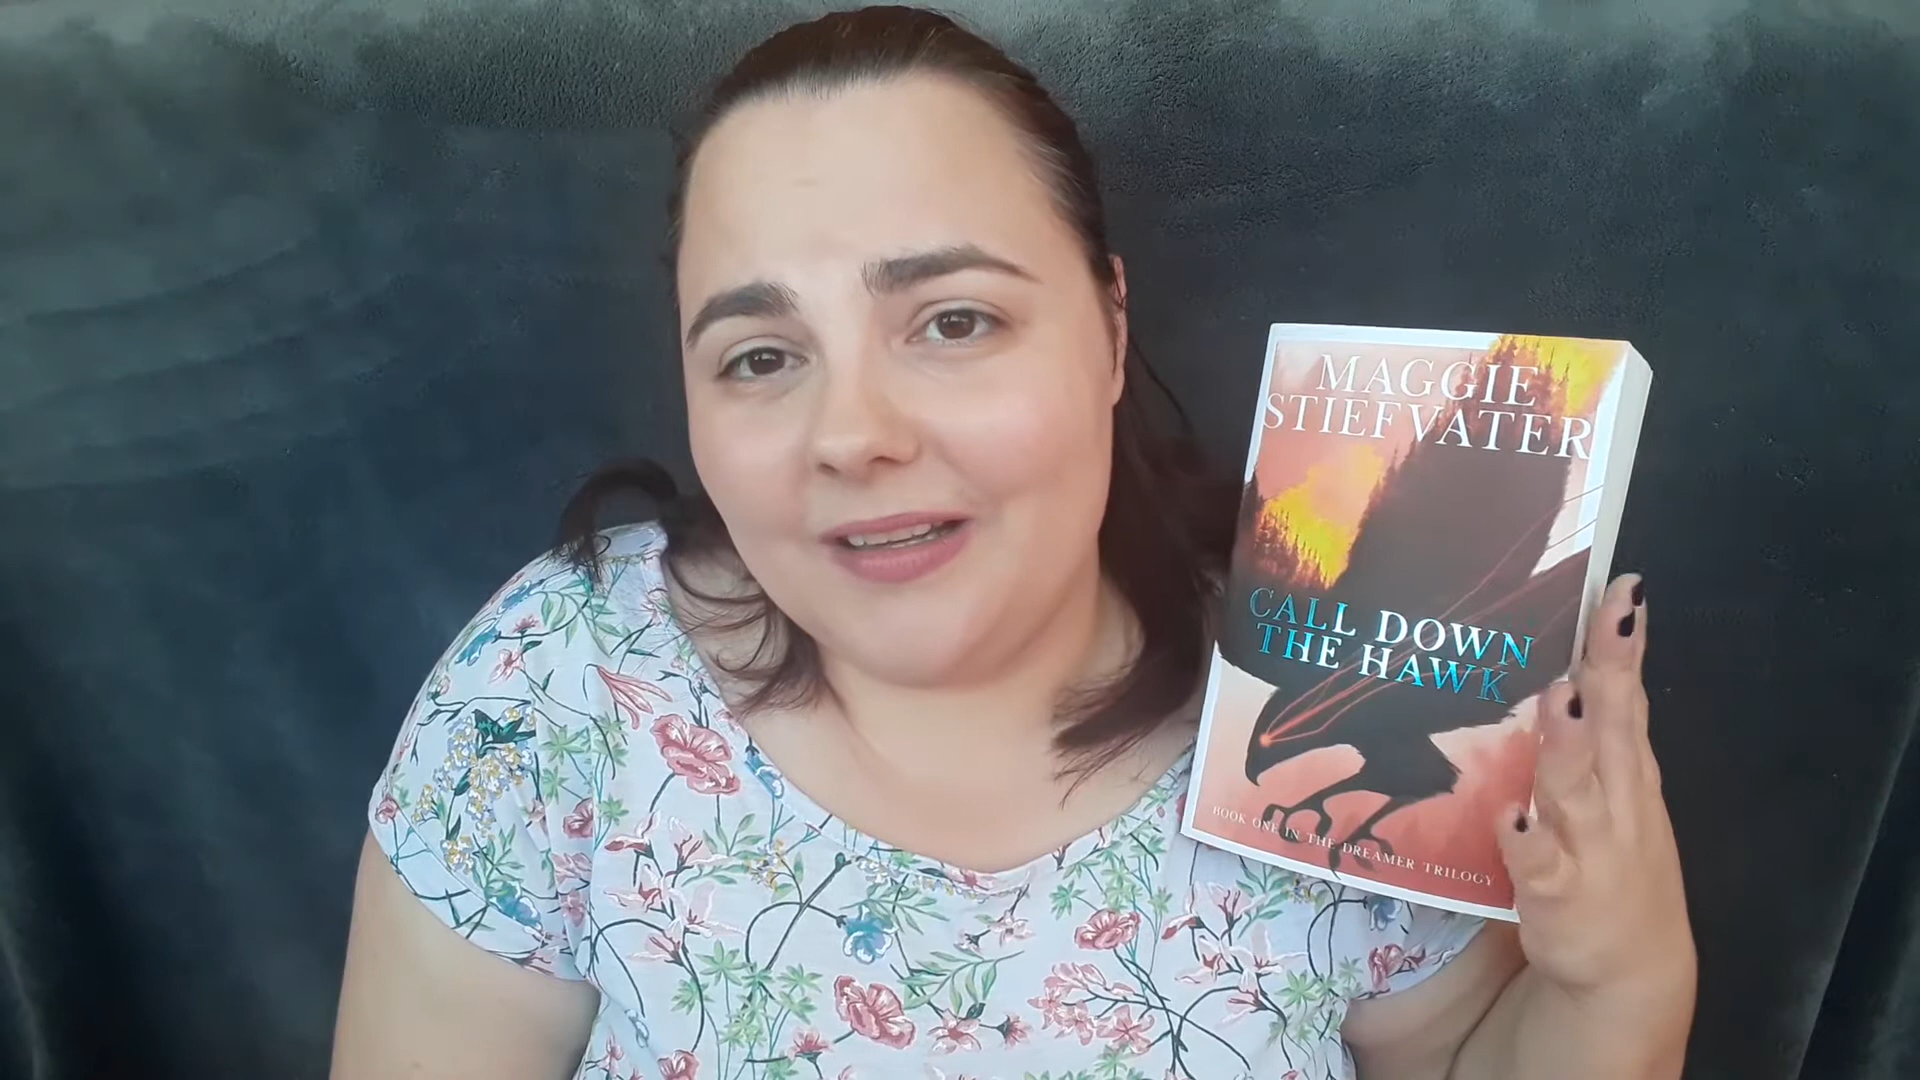 MAGGIE
STIEFVATER
CALL DOWN
THE HAWK
BOOK ONE IN THE DREAMER TRILOGY